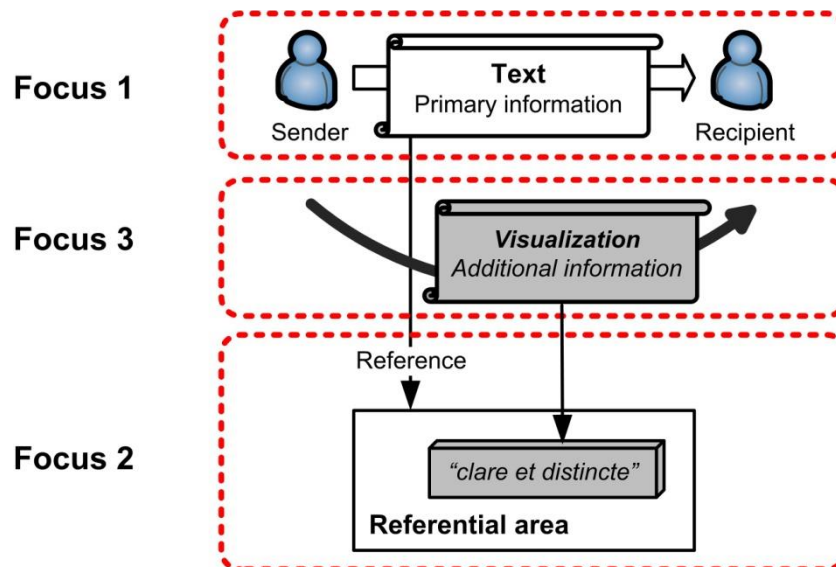 Focus 1
Text
Primary information
Sender
Recipient
Focus 3
Visualization
Additional information
Reference
Focus 2
“clare et distincte”
Referential area